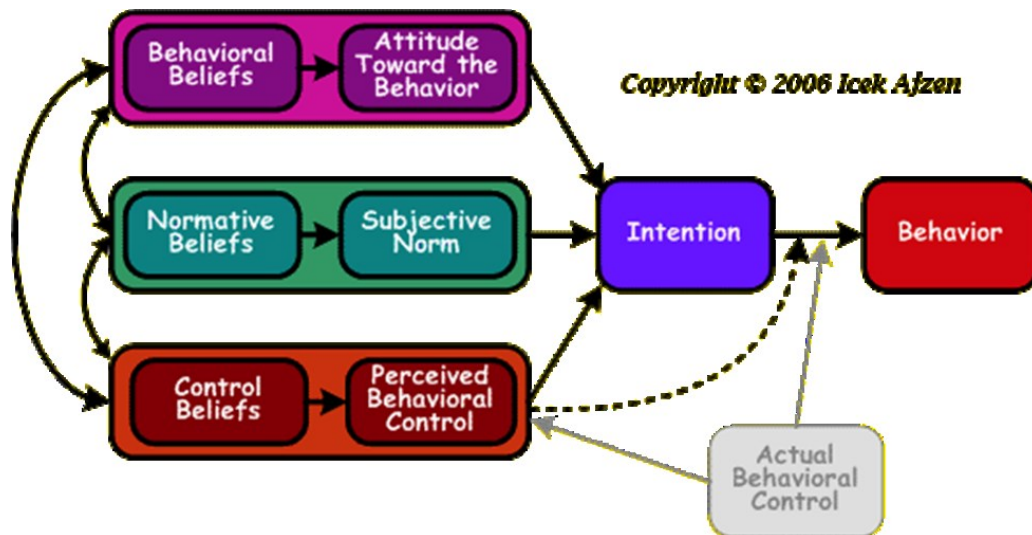 Behavioral
Beliefs
Attitude
Toward the
Behavior
Copyright © 2006 Icek Ajzen
Normative
Beliefs
Subjective
Norm
Intention
Behavior
Control
Beliefs
Perceived
Behavioral
Control
Actual
Behavioral
Control